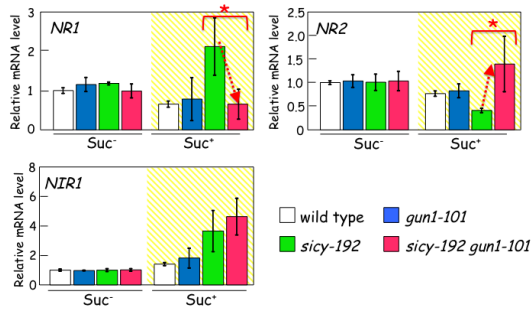 NR1
Relative mRNA level
3
2
1
0
*
Suc⁻
Suc⁺
NR2
Relative mRNA level
2.5
2.0
1.5
1.0
0.5
0
*
Suc⁻
Suc⁺
NIR1
Relative mRNA level
8
6
4
2
0
Suc⁻
Suc⁺
wild type
gun1-101
sicy-192
sicy-192 gun1-101